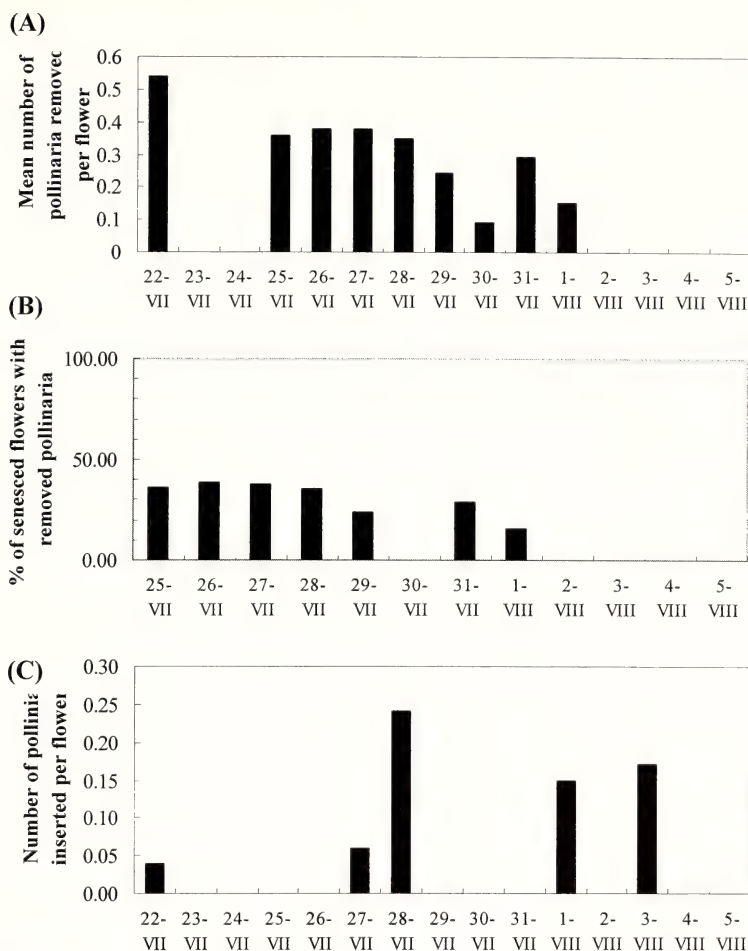 (A)
Mean number of
pollinaria removed
per flower
0.6
0.5
0.4
0.3
0.2
0.1
0
22- 23- 24- 25- 26- 27- 28- 29- 30- 31- 1- 2- 3- 4- 5-
VII VII VII VII VII VII VII VII VII VII VIII VIII VIII VIII VIII
(B)
% of senesced flowers with
removed pollinaria
100.00
50.00
0.00
25- 26- 27- 28- 29- 30- 31- 1- 2- 3- 4- 5-
VII VII VII VII VII VII VII VIII VIII VIII VIII VIII
(C)
Number of pollinia
inserted per flower
0.30
0.25
0.20
0.15
0.10
0.05
0.00
22- 23- 24- 25- 26- 27- 28- 29- 30- 31- 1- 2- 3- 4- 5-
VII VII VII VII VII VII VII VII VII VII VIII VIII VIII VIII VIII